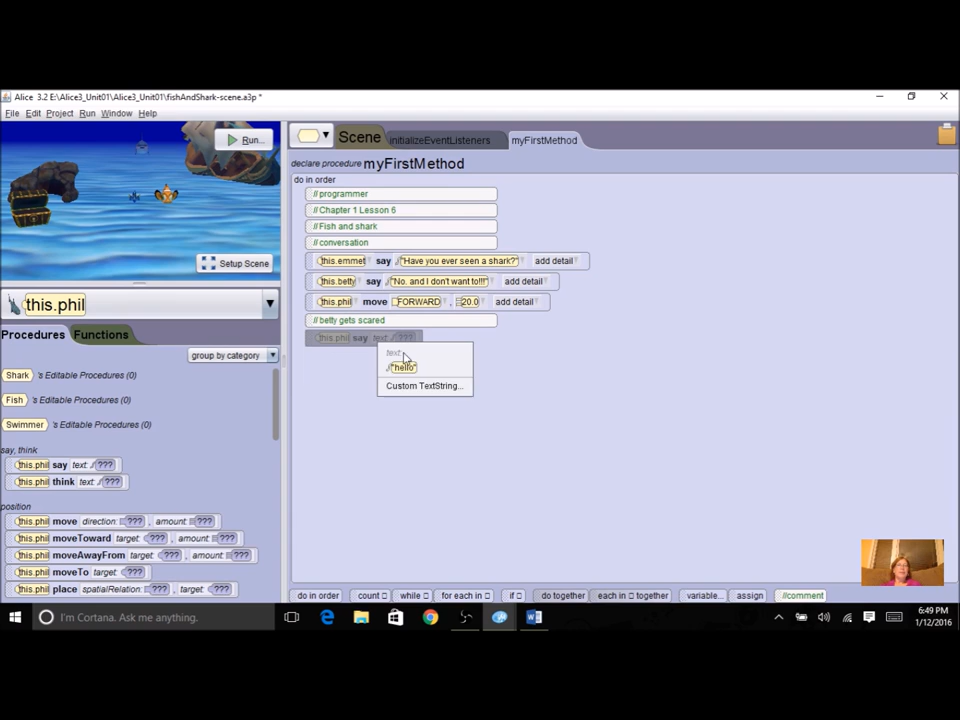 Alice 3.2 E:\Alice3_Unit01\Alice3_Unit01\fishAndShark-scene.a3p *
File Edit Project Run Window Help
Run...
Setup Scene
Scene initializeEventListeners myFirstMethod
declare procedure myFirstMethod
do in order
//programmer
//Chapter 1 Lesson 6
//Fish and shark
//conversation
this.emmet say "Have you ever seen a shark?" add detail
this.betty say "No. and I don't want to!!!" add detail
this.phil move FORWARD , 20.0 add detail
//betty gets scared
this.phil say text: ???
text:
"hello"
Custom TextString...
this.phil
Procedures Functions
group by category
Shark 's Editable Procedures (0)
Fish 's Editable Procedures (0)
Swimmer 's Editable Procedures (0)
say, think
this.phil say text: ???
this.phil think text: ???
position
this.phil move direction: ??? , amount: ???
this.phil moveToward target: ??? , amount: ???
this.phil moveAwayFrom target: ??? , amount: ???
this.phil moveTo target: ???
this.phil place spatialRelation: ??? , target: ???
do in order count while for each in if do together each in together variable... assign //comment
I'm Cortana. Ask me anything.
6:49 PM
1/12/2016